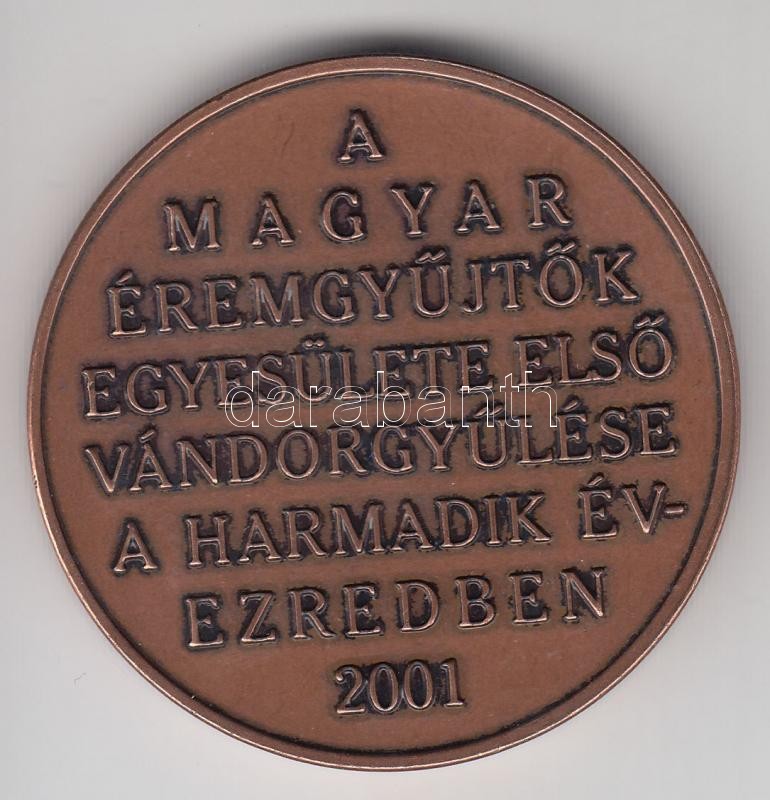 A
MAGYAR
ÉREMGYŰJTŐK
EGYESÜLETE ELSŐ
darabanth
VÁNDORGYŰLÉSE
A HARMADIK ÉV-
EZREDBEN
2001